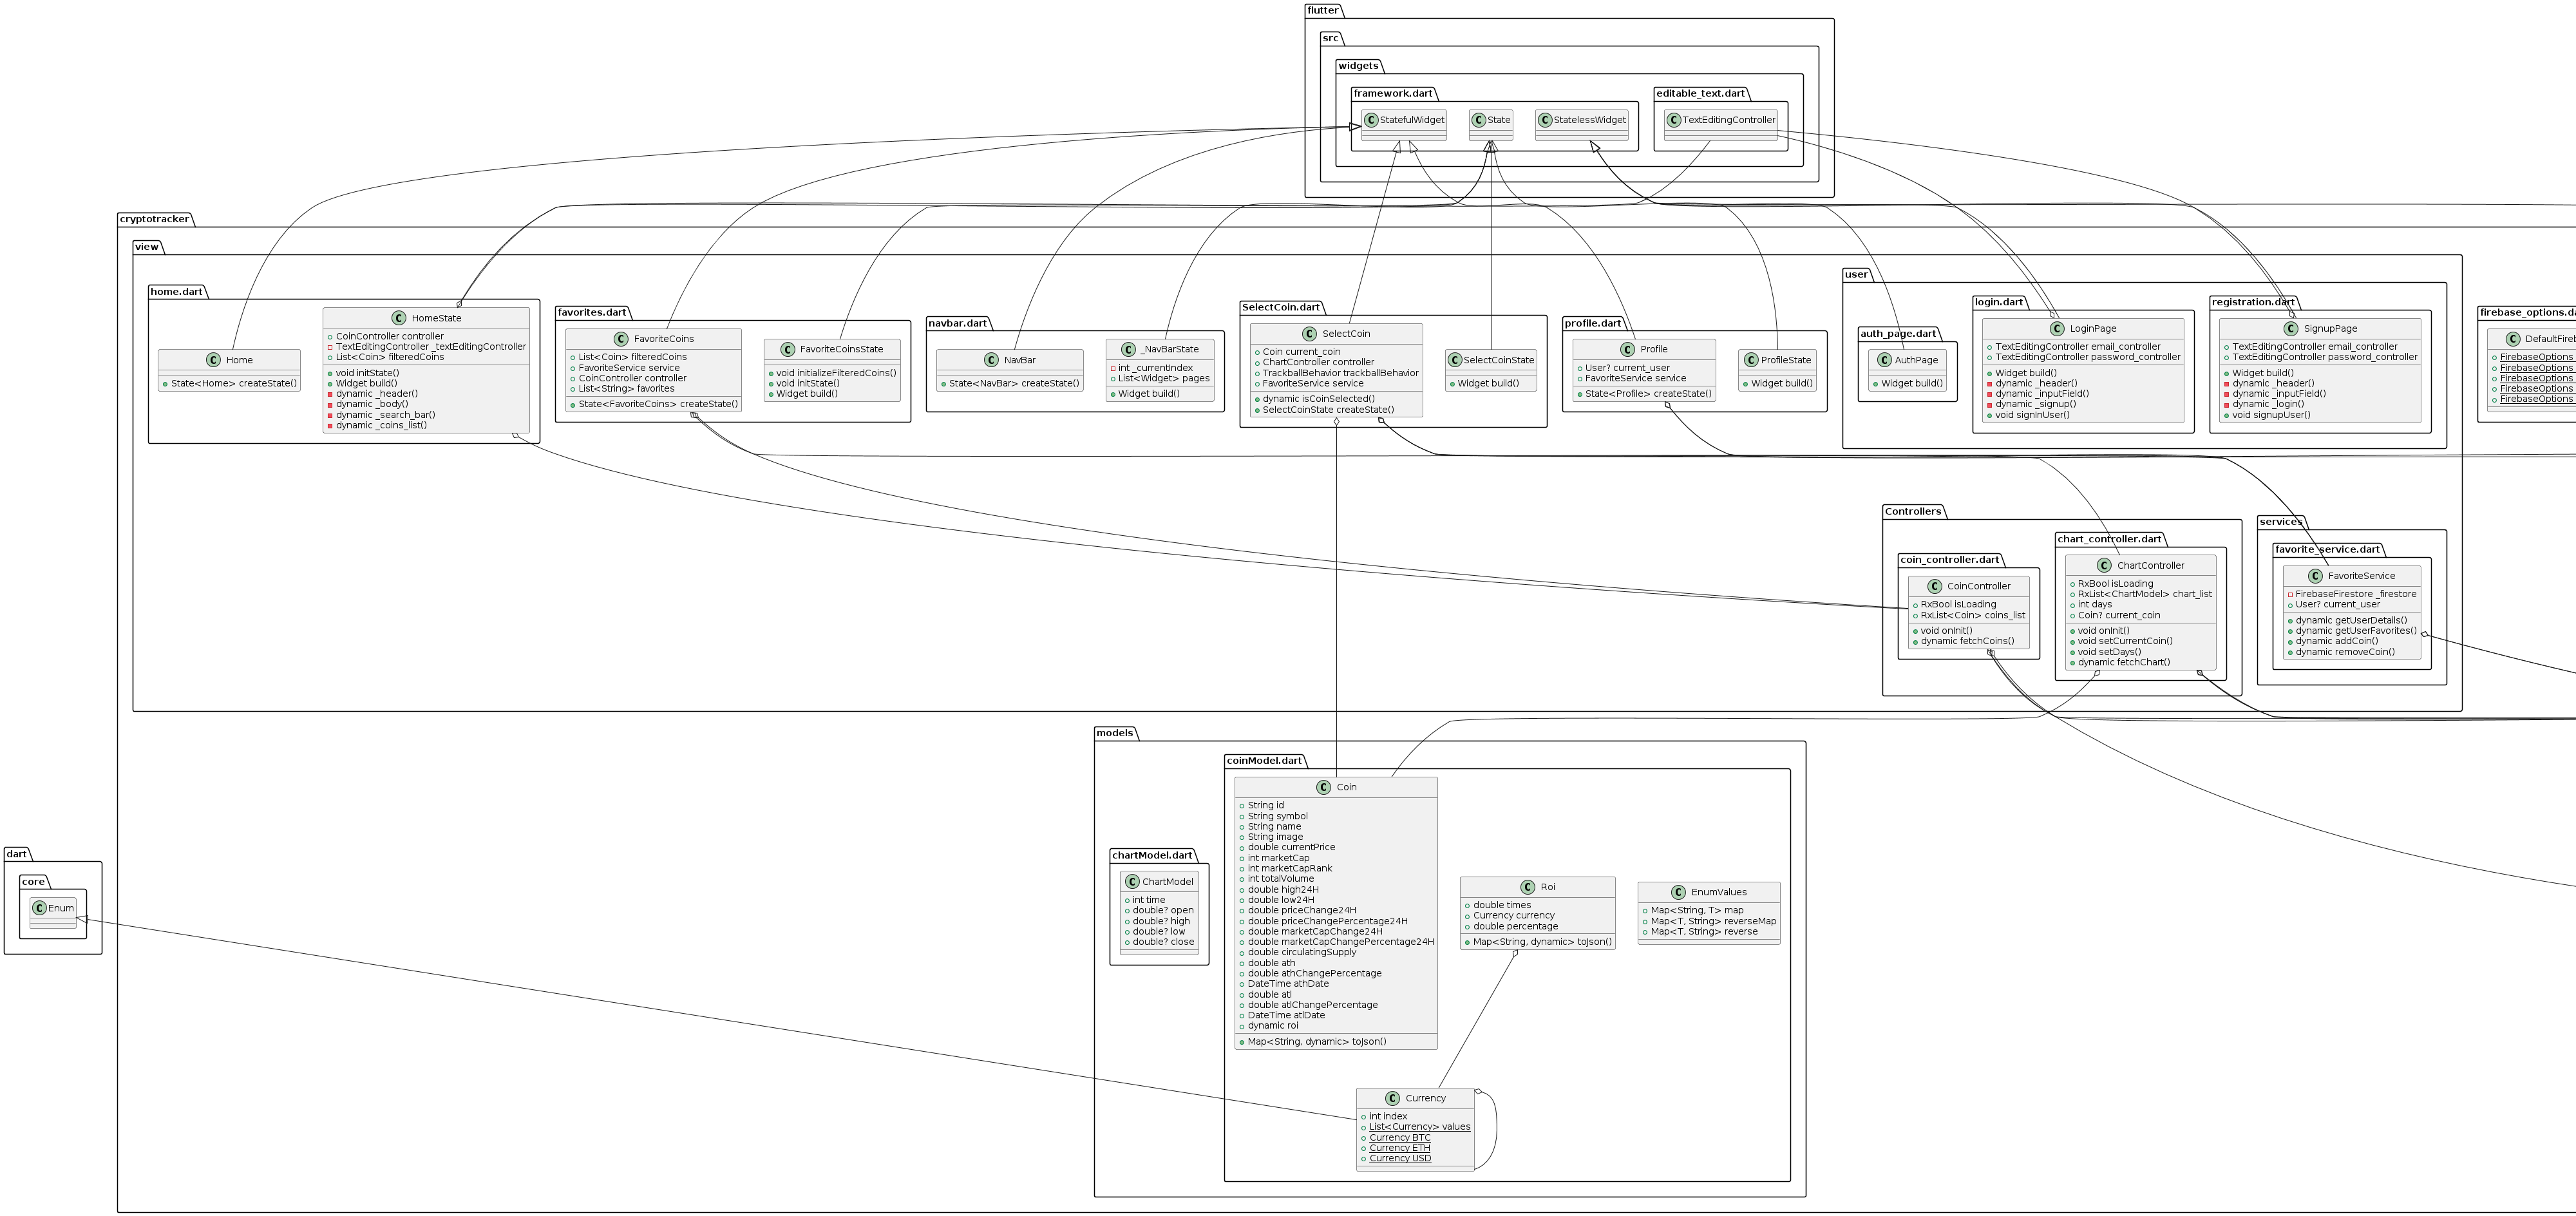 flutter
src
widgets
framework.dart
editable_text.dart
C StatefulWidget
C State
C StatelessWidget
C TextEditingController
cryptotracker
view
home.dart
C Home
State<Home> createState()
C HomeState
CoinController controller
TextEditingController _textEditingController
List<Coin> filteredCoins
void initState()
Widget build()
dynamic _header()
dynamic _body()
dynamic _search_bar()
dynamic _coins_list()
favorites.dart
C FavoriteCoins
List<Coin> filteredCoins
FavoriteService service
CoinController controller
List<String> favorites
State<FavoriteCoins> createState()
C FavoriteCoinsState
void initializeFilteredCoins()
void initState()
Widget build()
navbar.dart
C NavBar
State<NavBar> createState()
C _NavBarState
int _currentIndex
List<Widget> pages
Widget build()
SelectCoin.dart
C SelectCoin
Coin current_coin
ChartController controller
TrackballBehavior trackballBehavior
FavoriteService service
dynamic isCoinSelected()
SelectCoinState createState()
C SelectCoinState
Widget build()
profile.dart
C Profile
User? current_user
FavoriteService service
State<Profile> createState()
C ProfileState
Widget build()
user
auth_page.dart
C AuthPage
Widget build()
login.dart
C LoginPage
TextEditingController email_controller
TextEditingController password_controller
Widget build()
dynamic _header()
dynamic _inputField()
dynamic _signup()
void signInUser()
registration.dart
C SignupPage
TextEditingController email_controller
TextEditingController password_controller
Widget build()
dynamic _header()
dynamic _inputField()
dynamic _login()
void signupUser()
firebase_options.da
C DefaultFireb
FirebaseOptions
FirebaseOptions
FirebaseOptions
FirebaseOptions
FirebaseOptions
Controllers
coin_controller.dart
C CoinController
RxBool isLoading
RxList<Coin> coins_list
void onInit()
dynamic fetchCoins()
chart_controller.dart
C ChartController
RxBool isLoading
RxList<ChartModel> chart_list
int days
Coin? current_coin
void onInit()
void setCurrentCoin()
void setDays()
dynamic fetchChart()
services
favorite_service.dart
C FavoriteService
FirebaseFirestore _firestore
User? current_user
dynamic getUserDetails()
dynamic getUserFavorites()
dynamic addCoin()
dynamic removeCoin()
models
chartModel.dart
C ChartModel
int time
double? open
double? high
double? low
double? close
coinModel.dart
C Coin
String id
String symbol
String name
String image
double currentPrice
int marketCap
int marketCapRank
int totalVolume
double high24H
double low24H
double priceChange24H
double priceChangePercentage24H
double marketCapChange24H
double marketCapChangePercentage24H
double circulatingSupply
double ath
double athChangePercentage
DateTime athDate
double atl
double atlChangePercentage
DateTime atlDate
dynamic roi
Map<String, dynamic> toJson()
C Roi
double times
Currency currency
double percentage
Map<String, dynamic> toJson()
C EnumValues
Map<String, T> map
Map<T, String> reverseMap
Map<T, String> reverse
C Currency
int index
List<Currency> values
Currency BTC
Currency ETH
Currency USD
dart
core
C Enum